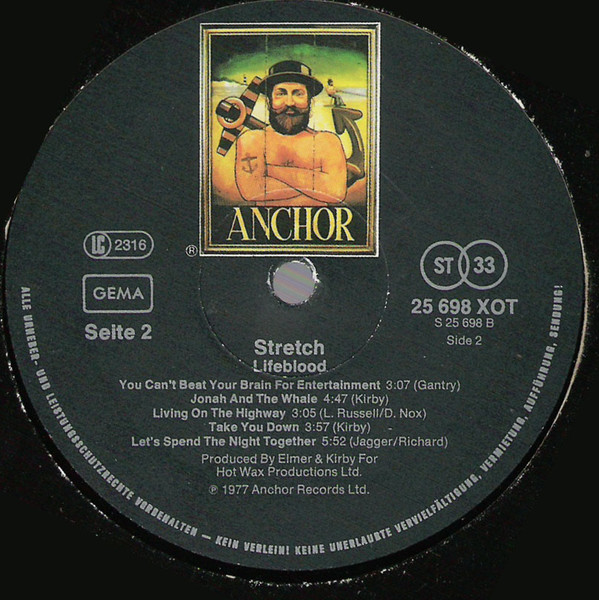 ANCHOR
®
LC 2316
GEMA
Seite 2
ST 33
25 698 XOT
S 25 698 B
Side 2
Stretch
Lifeblood
You Can't Beat Your Brain For Entertainment 3:07 (Gantry)
Jonah And The Whale 4:47 (Kirby)
Living On The Highway 3:05 (L. Russell/D. Nox)
Take You Down 3:57 (Kirby)
Let's Spend The Night Together 5:52 (Jagger/Richard)
Produced By Elmer & Kirby For
Hot Wax Productions Ltd.
℗ 1977 Anchor Records Ltd.
ALLE URHEBER- UND LEISTUNGSSCHUTZRECHTE VORBEHALTEN – KEIN VERLEIH! KEINE UNERLAUBTE VERVIELFÄLTIGUNG, VERMIETUNG, AUFFÜHRUNG, SENDUNG!